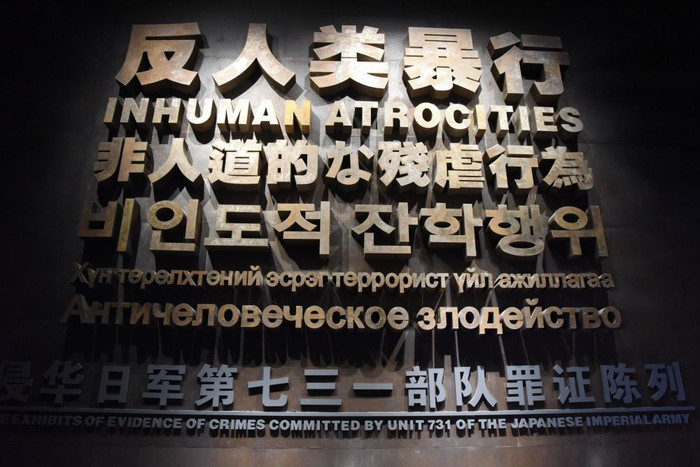 反人类暴行
INHUMAN ATROCITIES
非人道的な残虐行為
비인도적 잔학행위
Хүн төрөлхтөний эсрэг террорист үйл ажиллагаа
Античеловеческое злодейство
侵华日军第七三一部队罪证陈列
EXHIBITS OF EVIDENCE OF CRIMES COMMITTED BY UNIT 731 OF THE JAPANESE IMPERIAL ARMY